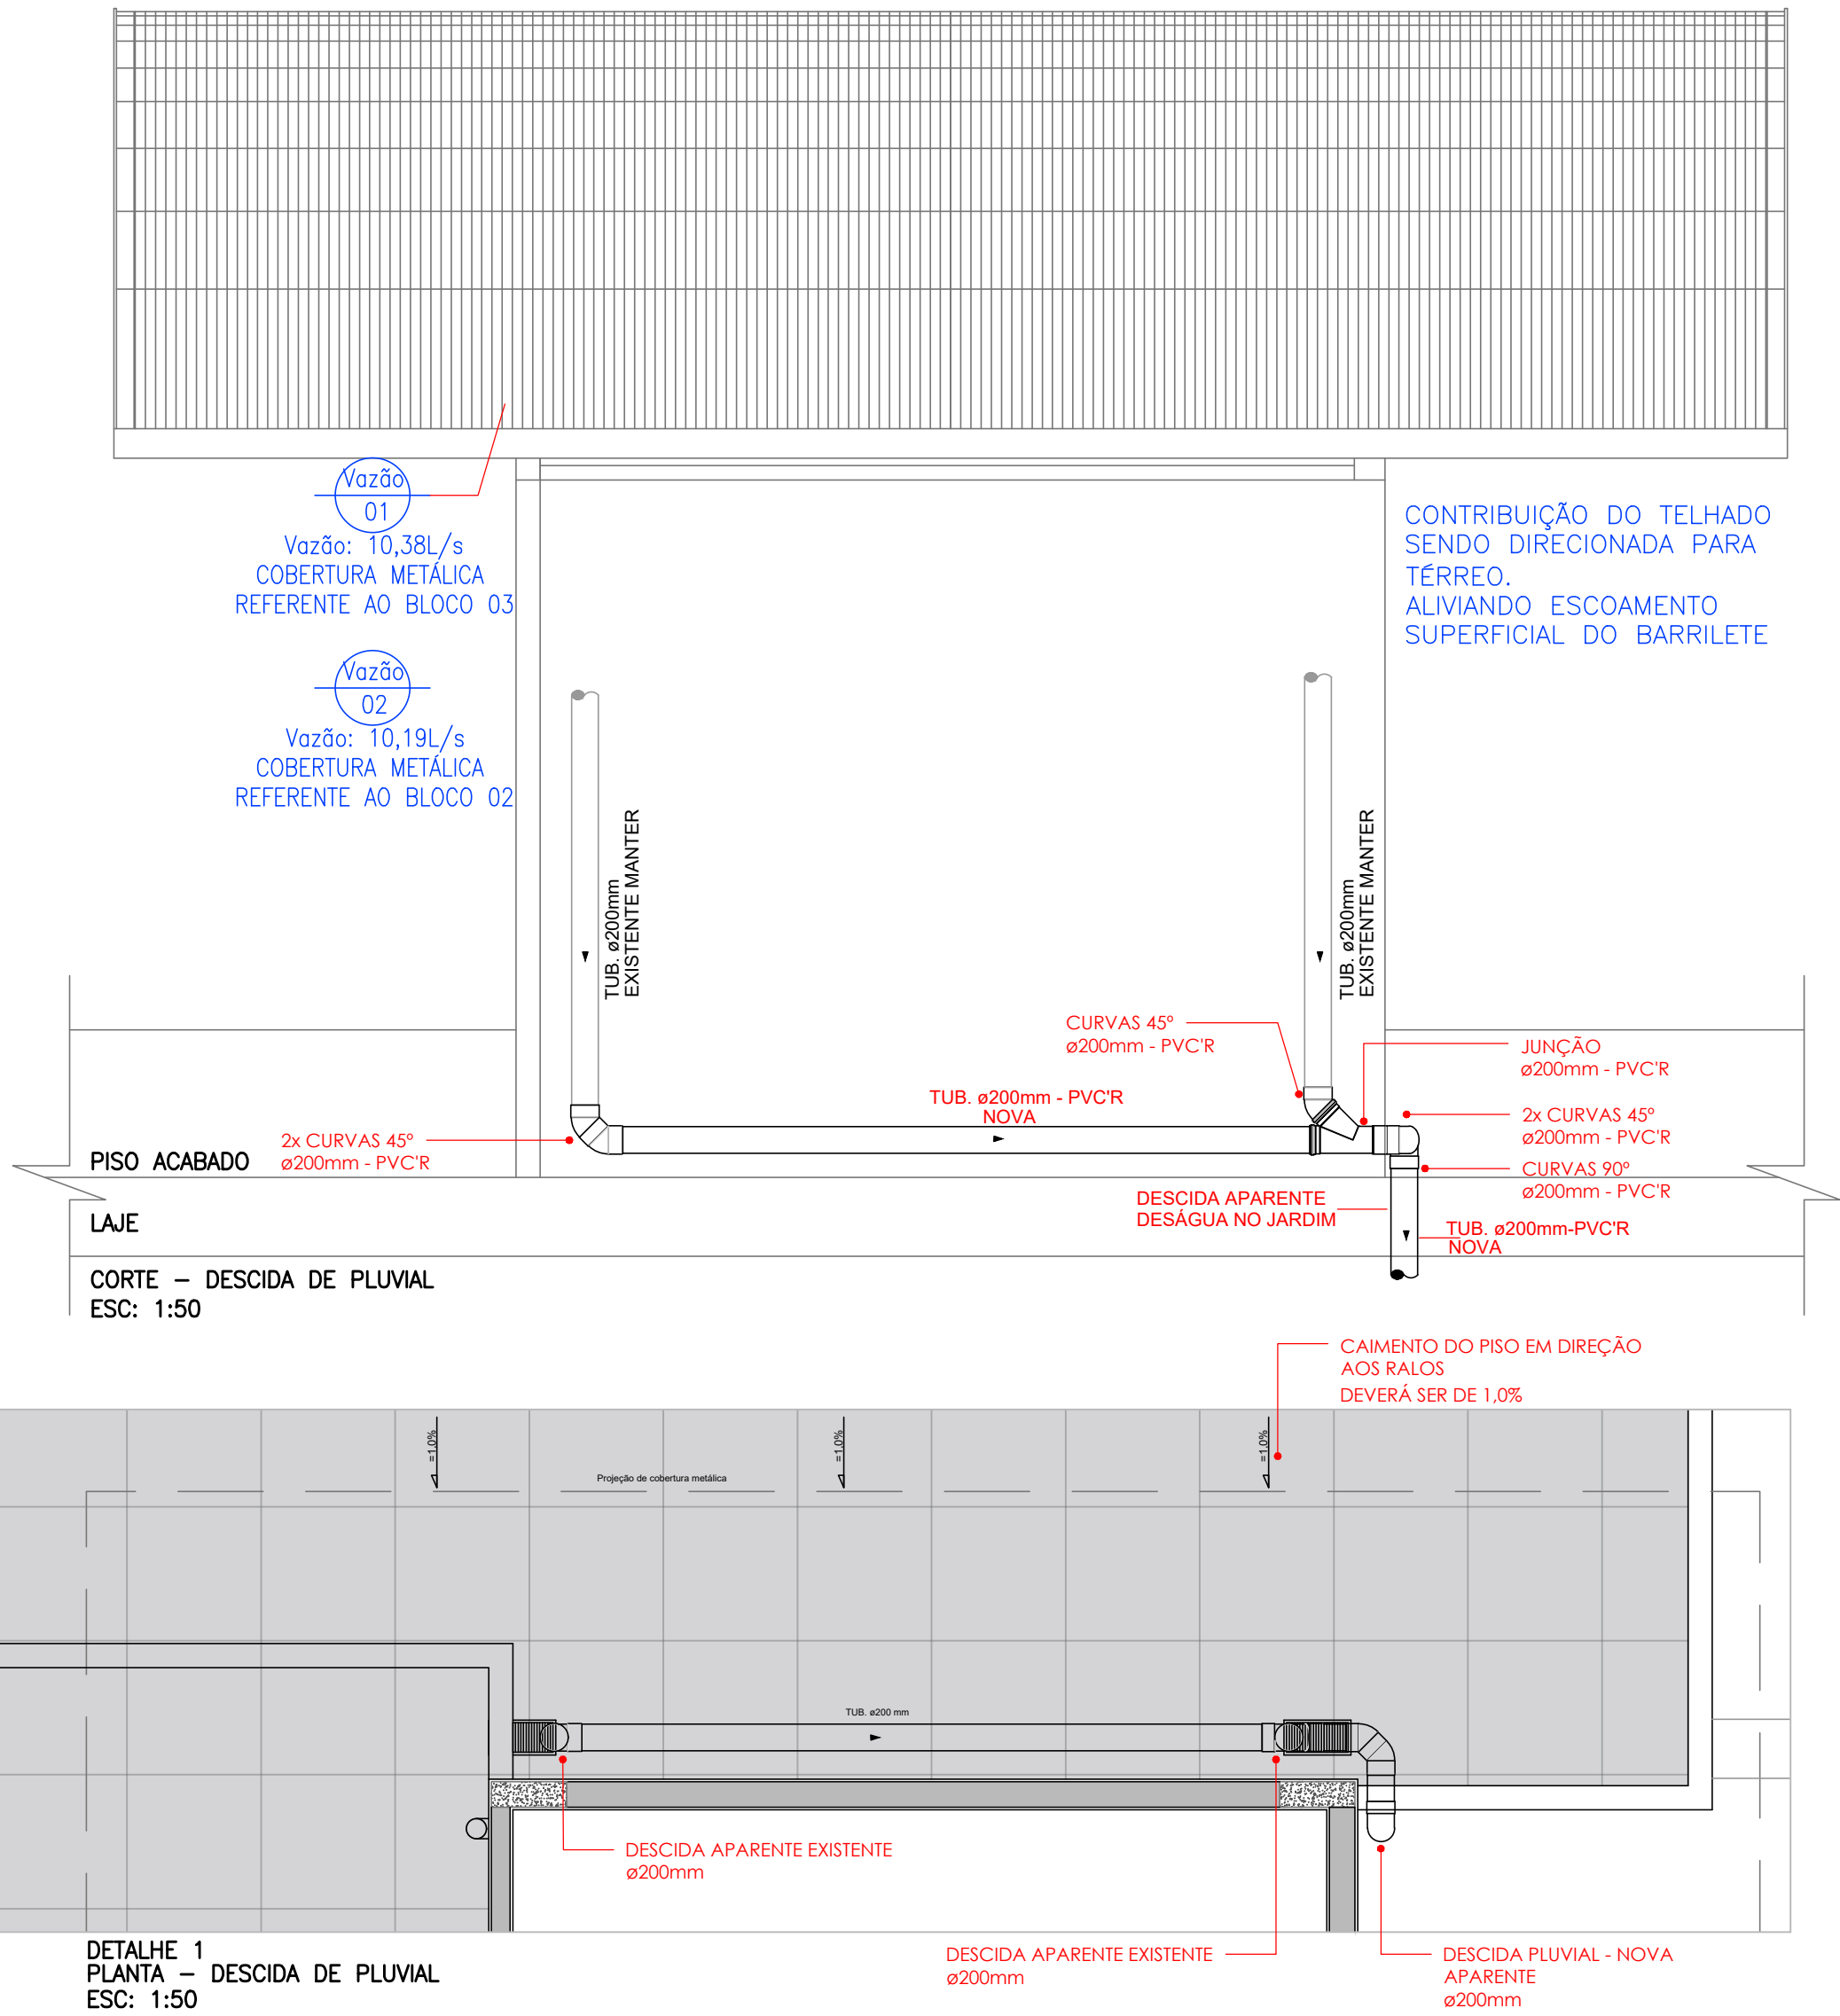 Vazão
01
Vazão: 10,38L/s
COBERTURA METÁLICA
REFERENTE AO BLOCO 03
Vazão
02
Vazão: 10,19L/s
COBERTURA METÁLICA
REFERENTE AO BLOCO 02
CONTRIBUIÇÃO DO TELHADO
SENDO DIRECIONADA PARA
TÉRREO.
ALIVIANDO ESCOAMENTO
SUPERFICIAL DO BARRILETE
TUB. ø200mm
EXISTENTE MANTER
TUB. ø200mm
EXISTENTE MANTER
CURVAS 45º
ø200mm - PVC'R
JUNÇÃO
ø200mm - PVC'R
TUB. ø200mm - PVC'R
NOVA
2x CURVAS 45º
ø200mm - PVC'R
2x CURVAS 45º
ø200mm - PVC'R
PISO ACABADO
CURVAS 90º
ø200mm - PVC'R
DESCIDA APARENTE
DESÁGUA NO JARDIM
LAJE
TUB. ø200mm-PVC'R
NOVA
CORTE - DESCIDA DE PLUVIAL
ESC: 1:50
CAIMENTO DO PISO EM DIREÇÃO
AOS RALOS
DEVERÁ SER DE 1,0%
=1,0%
=1,0%
=1,0%
Projeção de cobertura metálica
TUB. ø200 mm
DESCIDA APARENTE EXISTENTE
ø200mm
DETALHE 1
PLANTA - DESCIDA DE PLUVIAL
ESC: 1:50
DESCIDA APARENTE EXISTENTE
ø200mm
DESCIDA PLUVIAL - NOVA
APARENTE
ø200mm